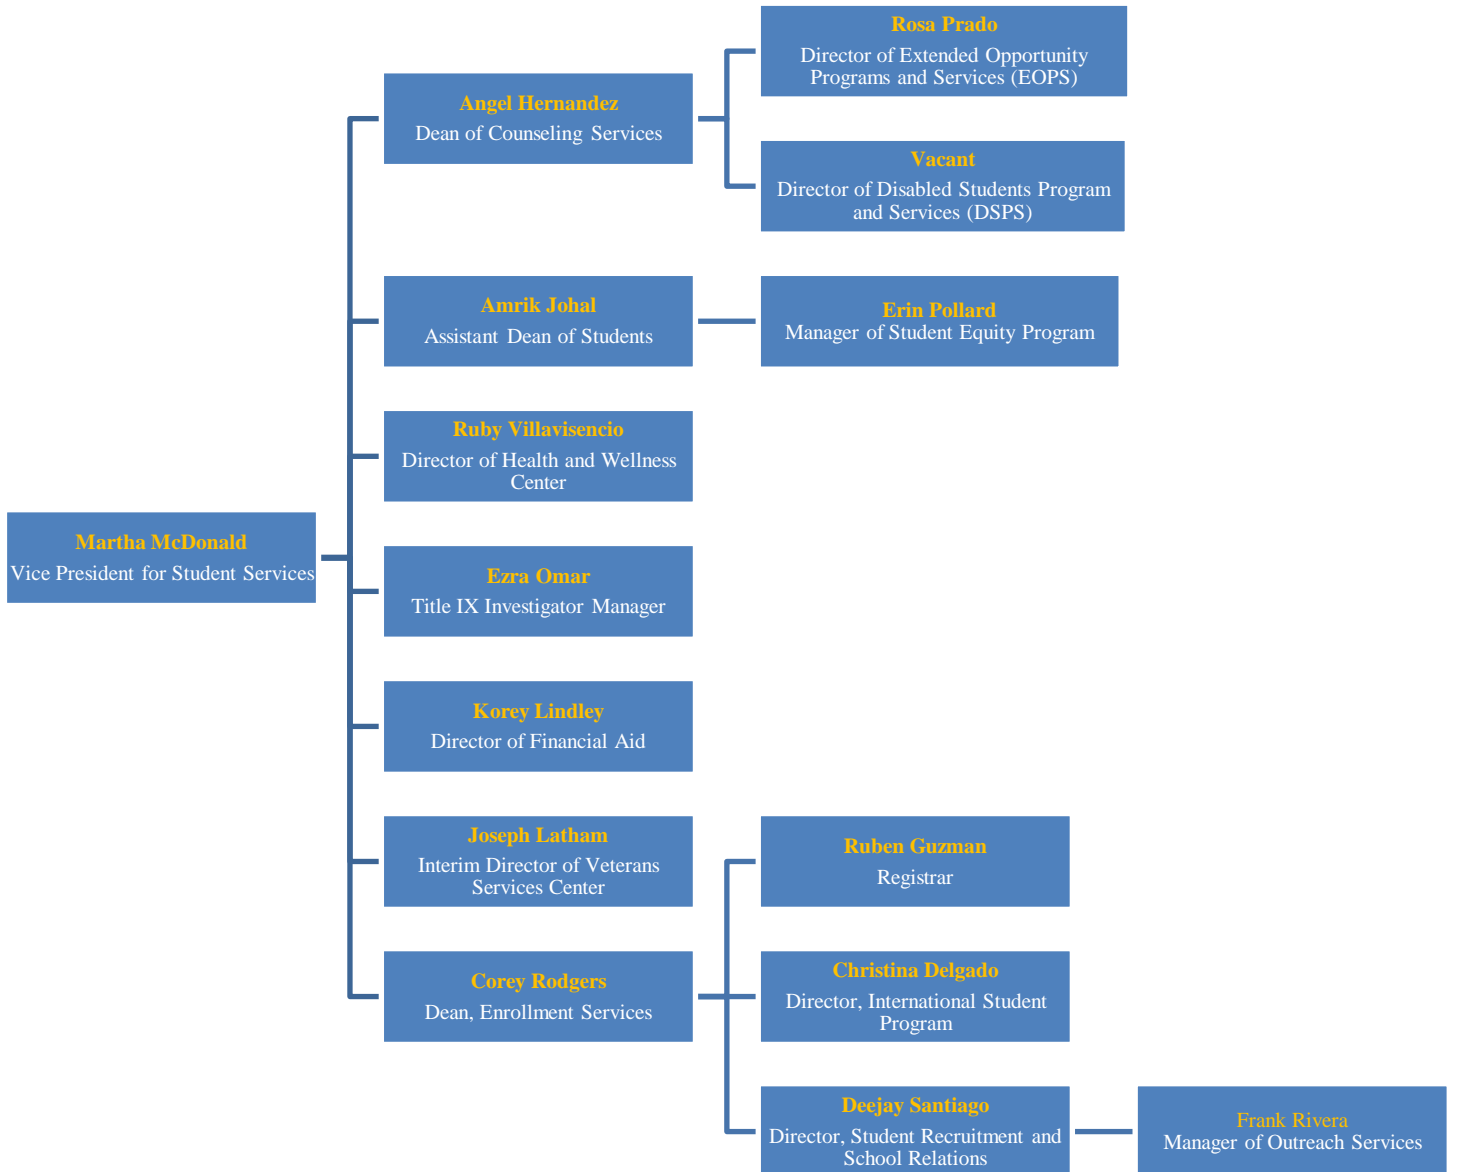 Rosa Prado
Director of Extended Opportunity
Programs and Services (EOPS)
Angel Hernandez
Dean of Counseling Services
Vacant
Director of Disabled Students Program
and Services (DSPS)
Amrik Johal
Assistant Dean of Students
Erin Pollard
Manager of Student Equity Program
Ruby Villavisencio
Director of Health and Wellness
Center
Martha McDonald
Vice President for Student Services
Ezra Omar
Title IX Investigator Manager
Korey Lindley
Director of Financial Aid
Joseph Latham
Interim Director of Veterans
Services Center
Ruben Guzman
Registrar
Corey Rodgers
Dean, Enrollment Services
Christina Delgado
Director, International Student
Program
Deejay Santiago
Director, Student Recruitment and
School Relations
Frank Rivera
Manager of Outreach Services